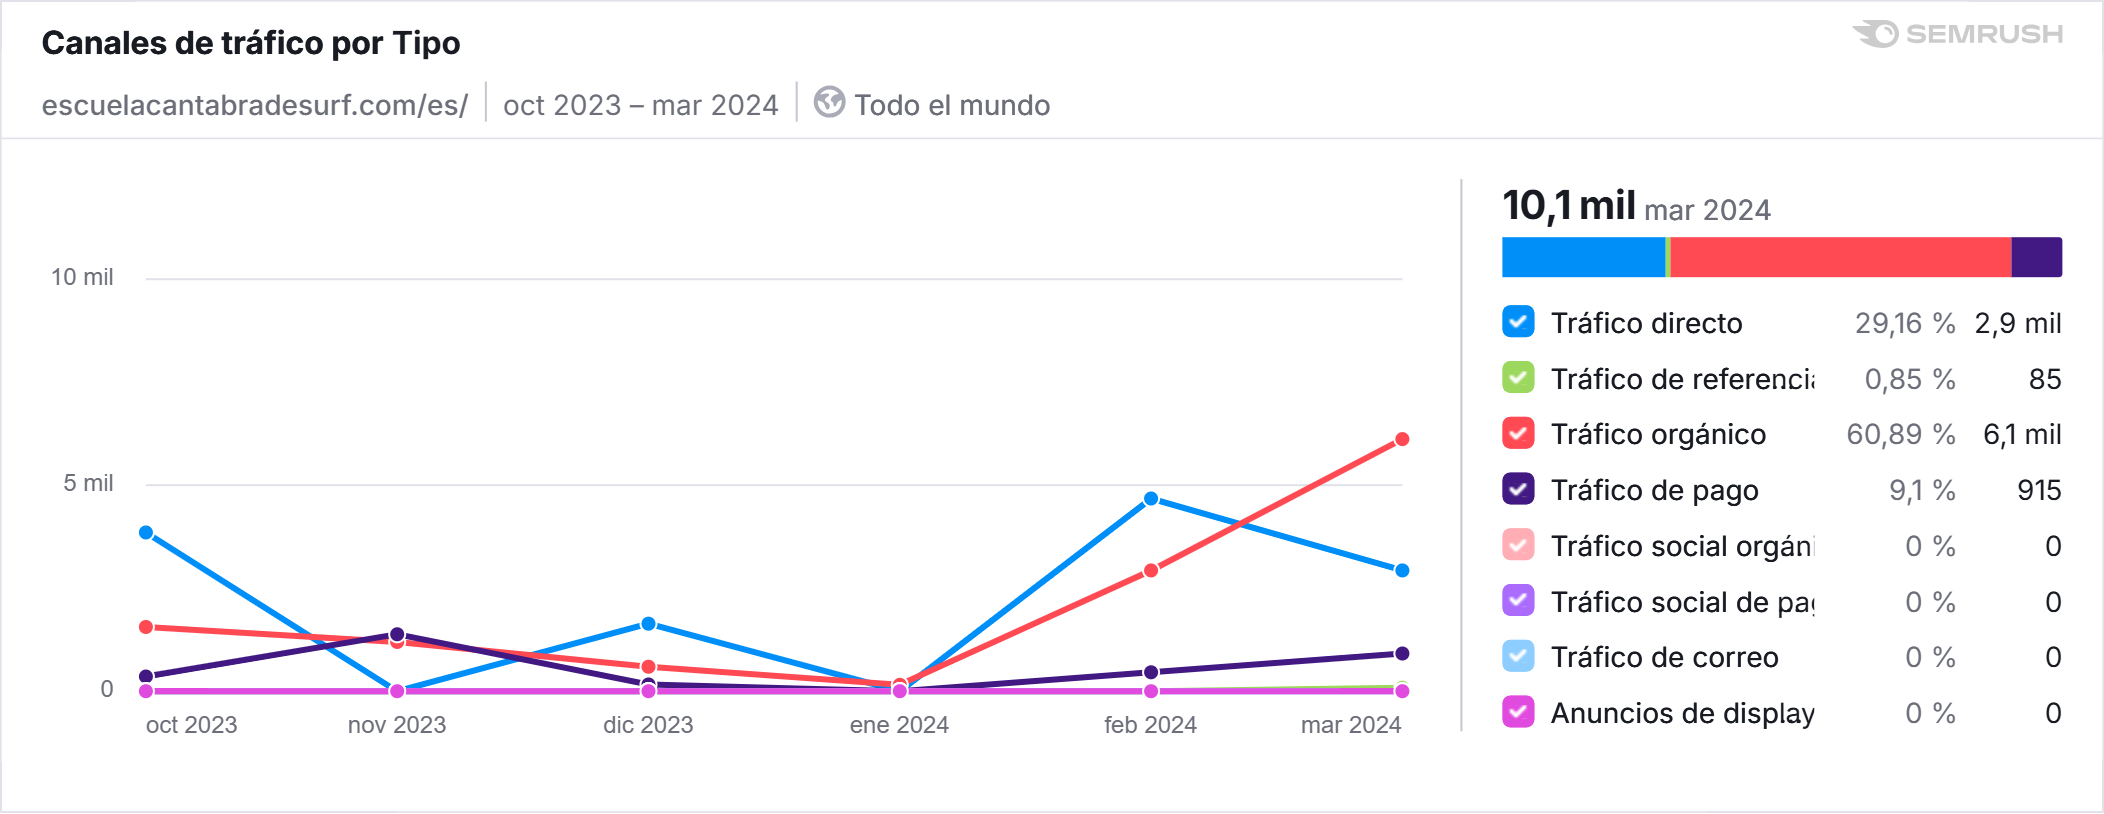 Canales de tráfico por Tipo
SEMRUSH
escuelacantabradesurf.com/es/ oct 2023 – mar 2024 Todo el mundo
10 mil
5 mil
0
oct 2023 nov 2023 dic 2023 ene 2024 feb 2024 mar 2024
10,1 mil mar 2024
Tráfico directo 29,16 % 2,9 mil
Tráfico de referencia 0,85 % 85
Tráfico orgánico 60,89 % 6,1 mil
Tráfico de pago 9,1 % 915
Tráfico social orgáni 0 % 0
Tráfico social de pag 0 % 0
Tráfico de correo 0 % 0
Anuncios de display 0 % 0